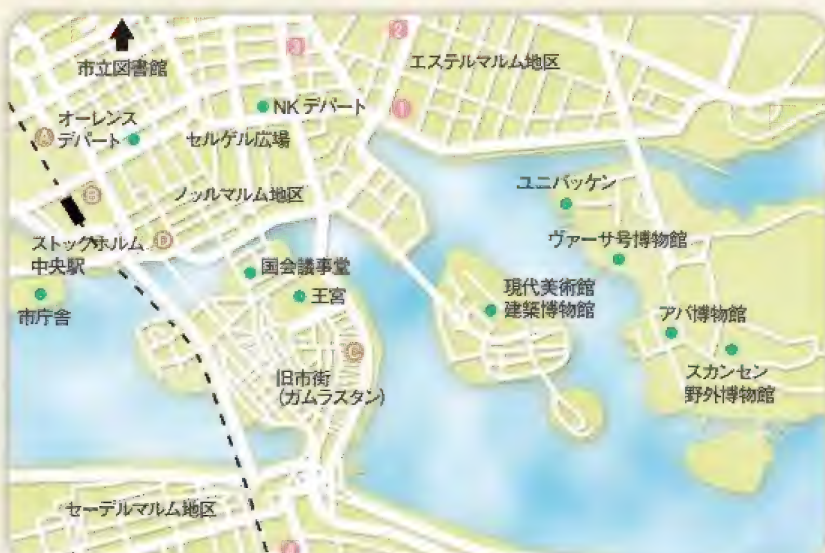 市立図書館
3
2
エステルマルム地区
オーレンス
デパート
A
NKデパート
1
セルゲル広場
B
ノッルマルム地区
ユニバッケン
ストックホルム
中央駅
D
ヴァーサ号博物館
国会議事堂
市庁舎
王宮
現代美術館
建築博物館
アバ博物館
C
旧市街
(ガムラスタン)
スカンセン
野外博物館
セーデルマルム地区
4